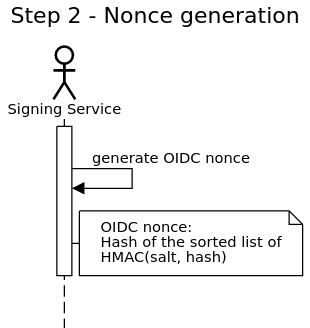 Step 2 - Nonce generation
Signing Service
generate OIDC nonce
OIDC nonce:
Hash of the sorted list of
HMAC(salt, hash)